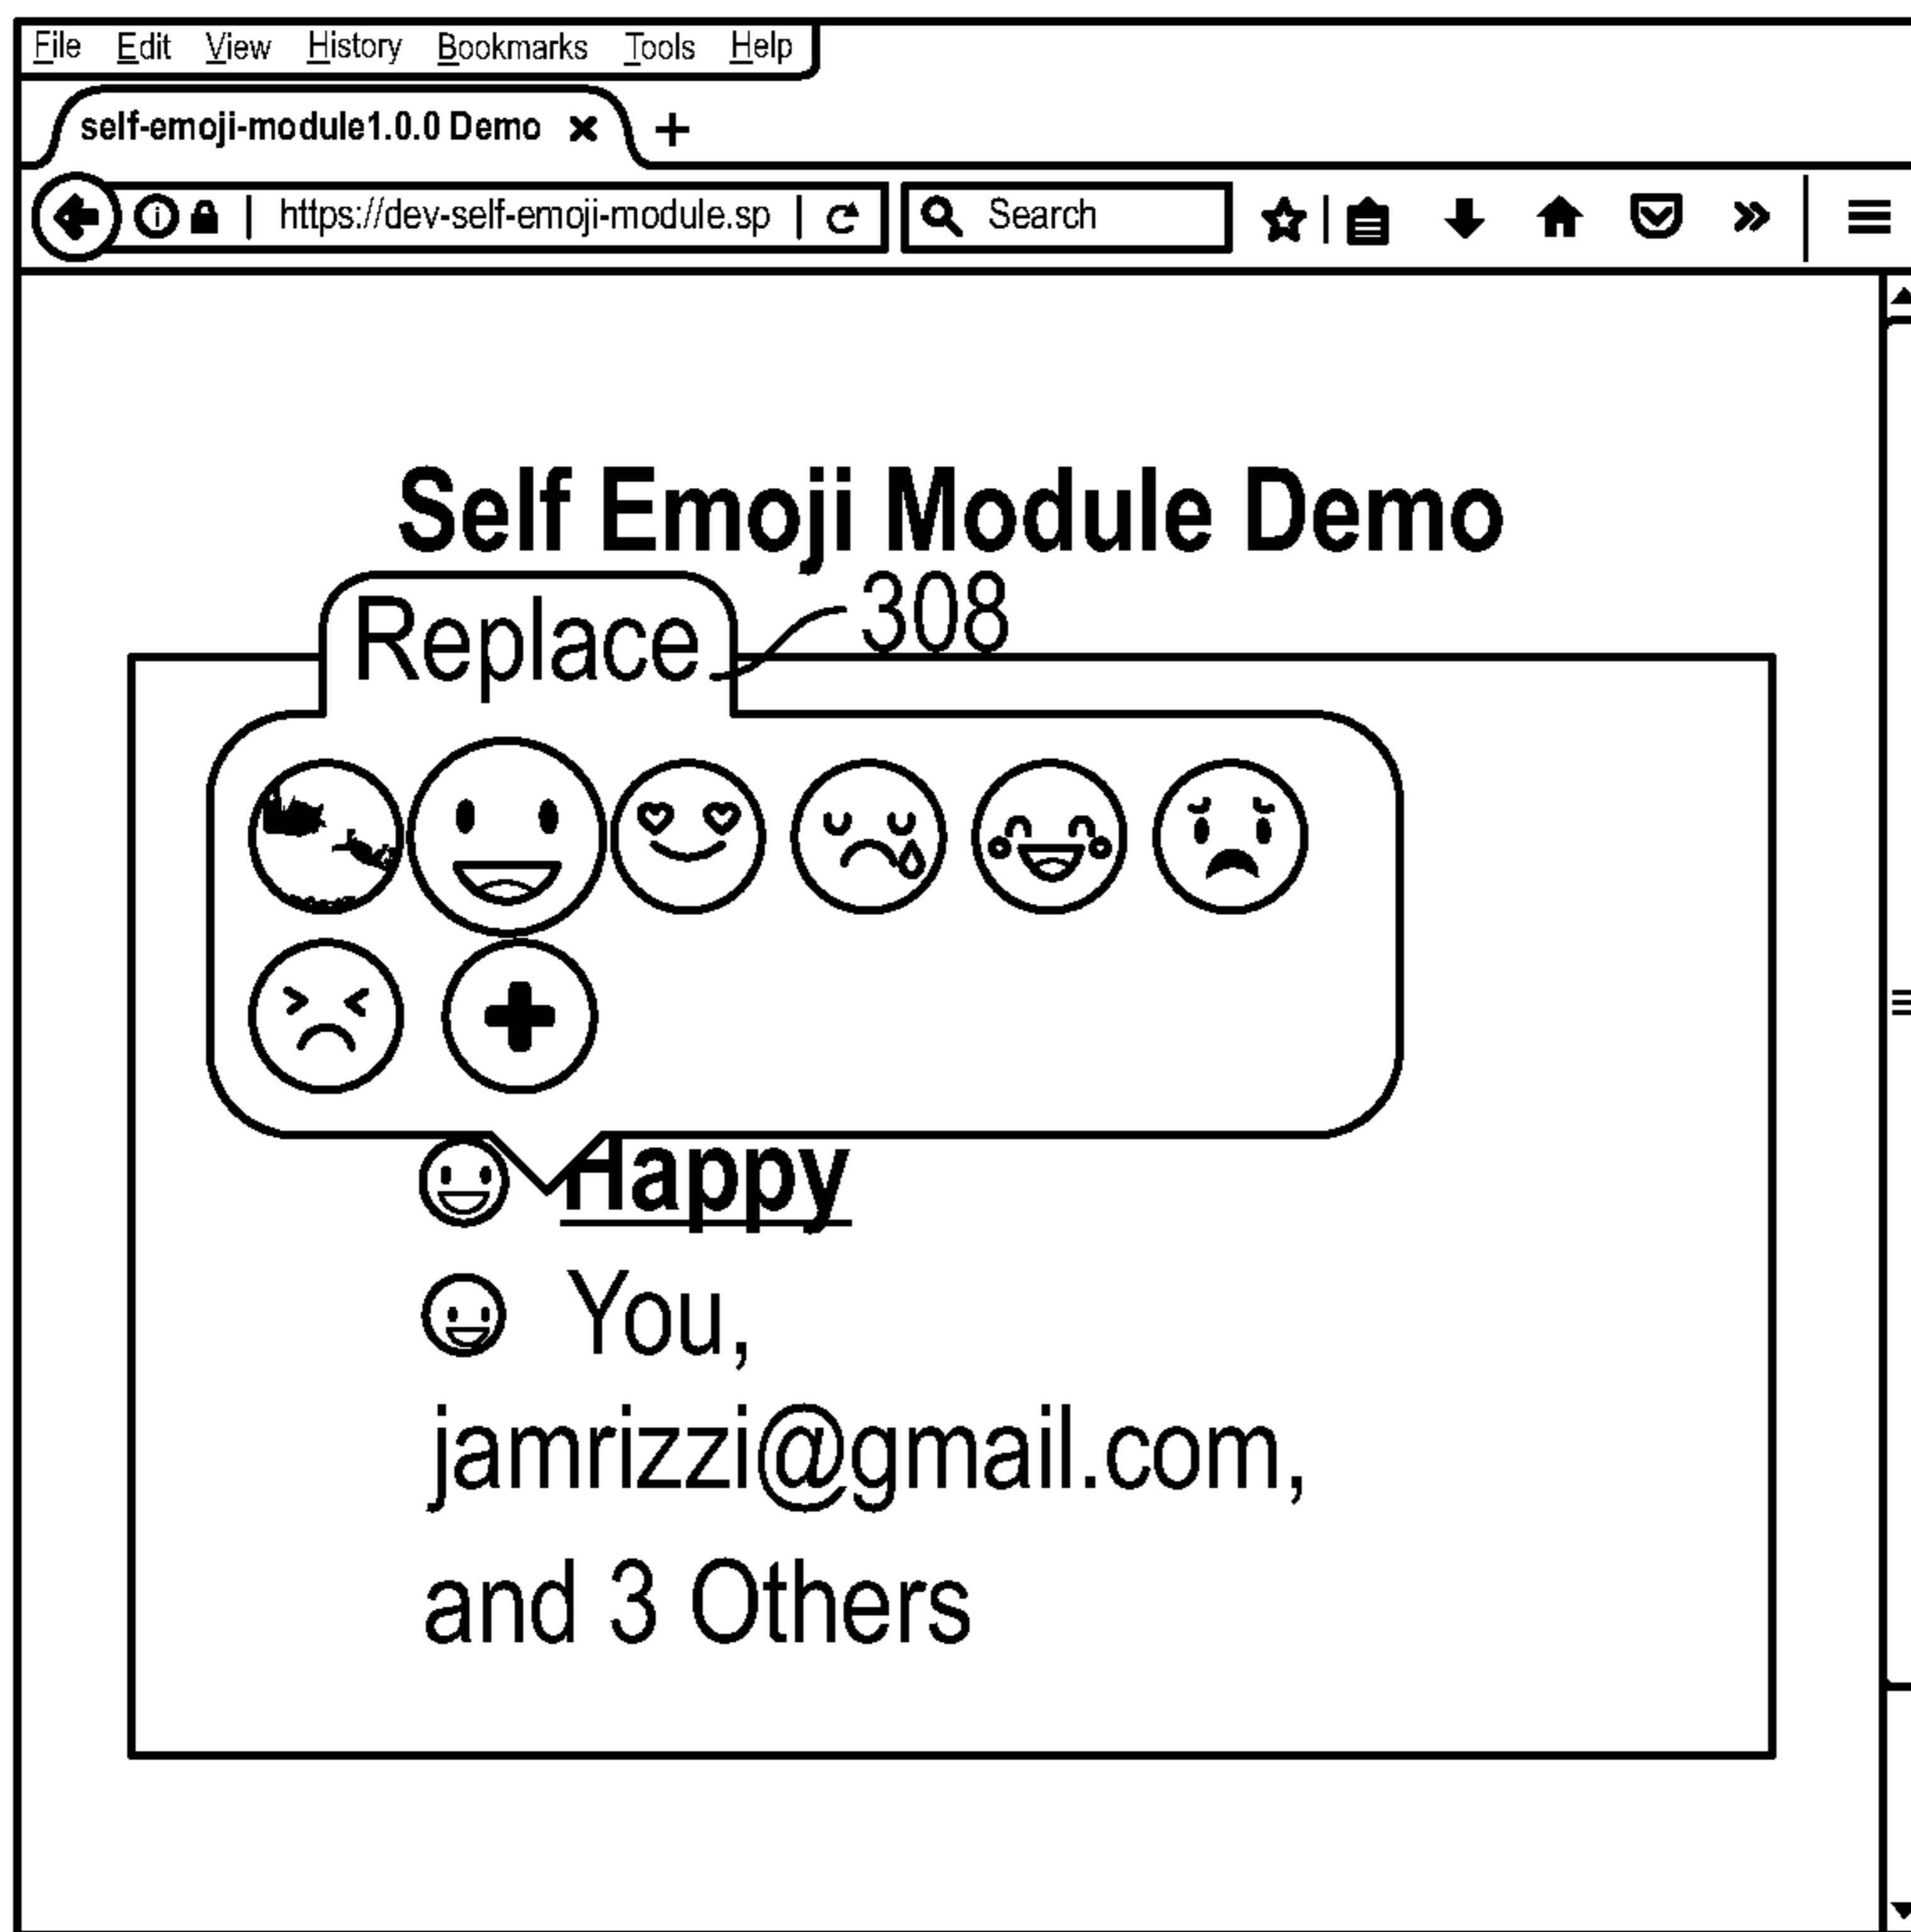 File Edit View History Bookmarks Tools Help
self-emoji-module1.0.0 Demo
https://dev-self-emoji-module.sp
Search
Self Emoji Module Demo
Replace 308
Happy
You,
jamrizzi@gmail.com,
and 3 Others